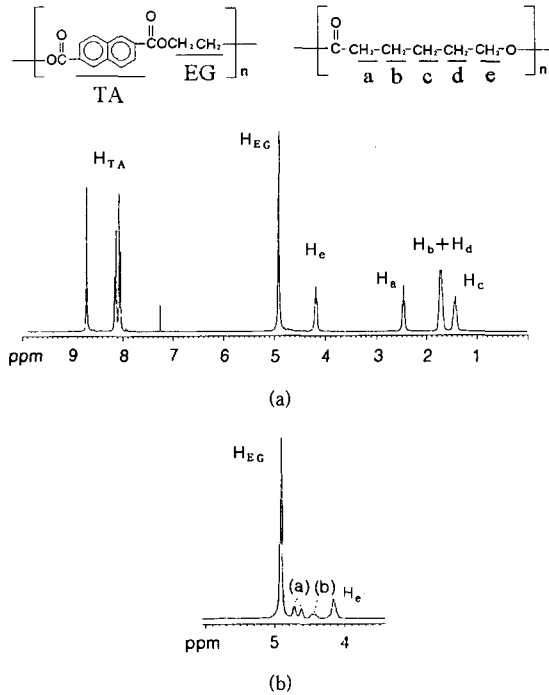 O
C
OC
O
COCH₂CH₂
n
TA
EG
O
C-CH₂-CH₂-CH₂-CH₂-CH₂-O
n
a b c d e
H_TA
H_EG
H_e
H_a
H_b+H_d
H_c
ppm 9 8 7 6 5 4 3 2 1
(a)
H_EG
(a) (b)
H_e
ppm 5 4
(b)